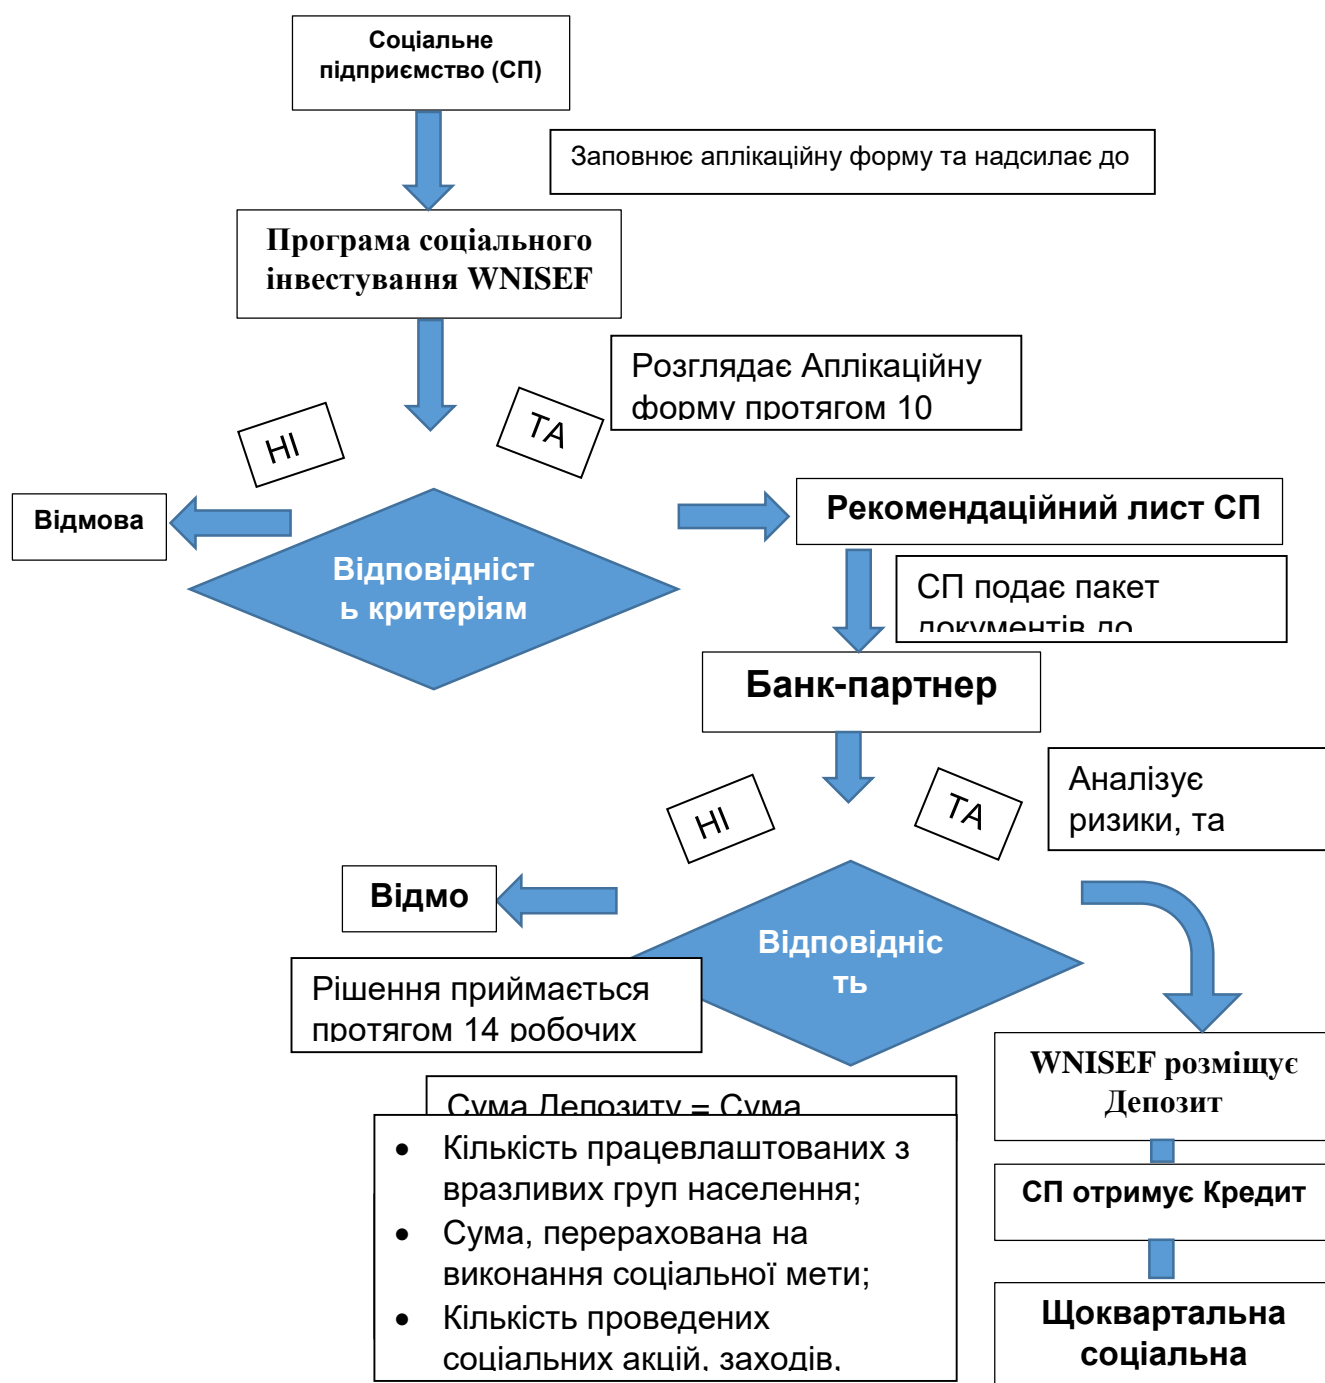 Соціальне
підприємство (СП)
Заповнює аплікаційну форму та надсилає до
Програма соціального
інвестування WNISEF
Розглядає Аплікаційну
форму протягом 10
НІ
ТА
Відмова
Рекомендаційний лист СП
Відповідніст
ь критеріям
СП подає пакет
документів до
Банк-партнер
Аналізує
ризики, та
НІ
ТА
Відмо
Відповідніс
ть
Рішення приймається
протягом 14 робочих
WNISEF розміщує
Депозит
Сума Депозиту = Сума
• Кількість працевлаштованих з
вразливих груп населення;
• Сума, перерахована на
виконання соціальної мети;
• Кількість проведених
соціальних акцій, заходів,
СП отримує Кредит
Щоквартальна
соціальна